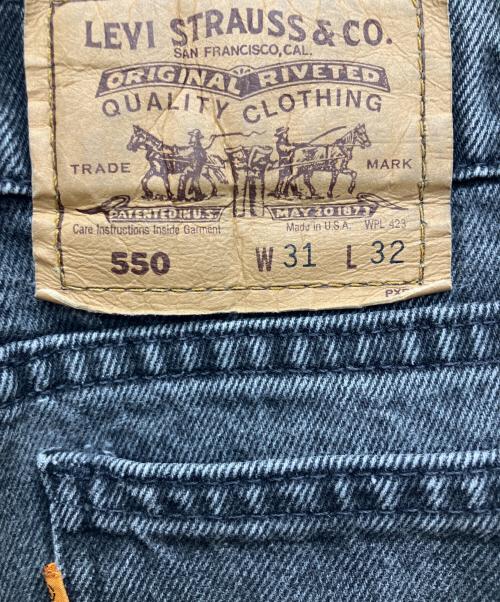 LEVI STRAUSS & CO.
SAN FRANCISCO, CAL.
ORIGINAL RIVETED
QUALITY CLOTHING
TRADE MARK
PATENTED IN U.S. MAY 20 1873
Care Instructions Inside Garment Made in U.S.A. WPL 423
550 W 31 L 32